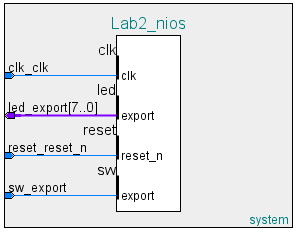 Lab2_nios
clk
clk_clk
clk
led
led_export[7..0]
export
reset
reset_reset_n
reset_n
sw
sw_export
export
system